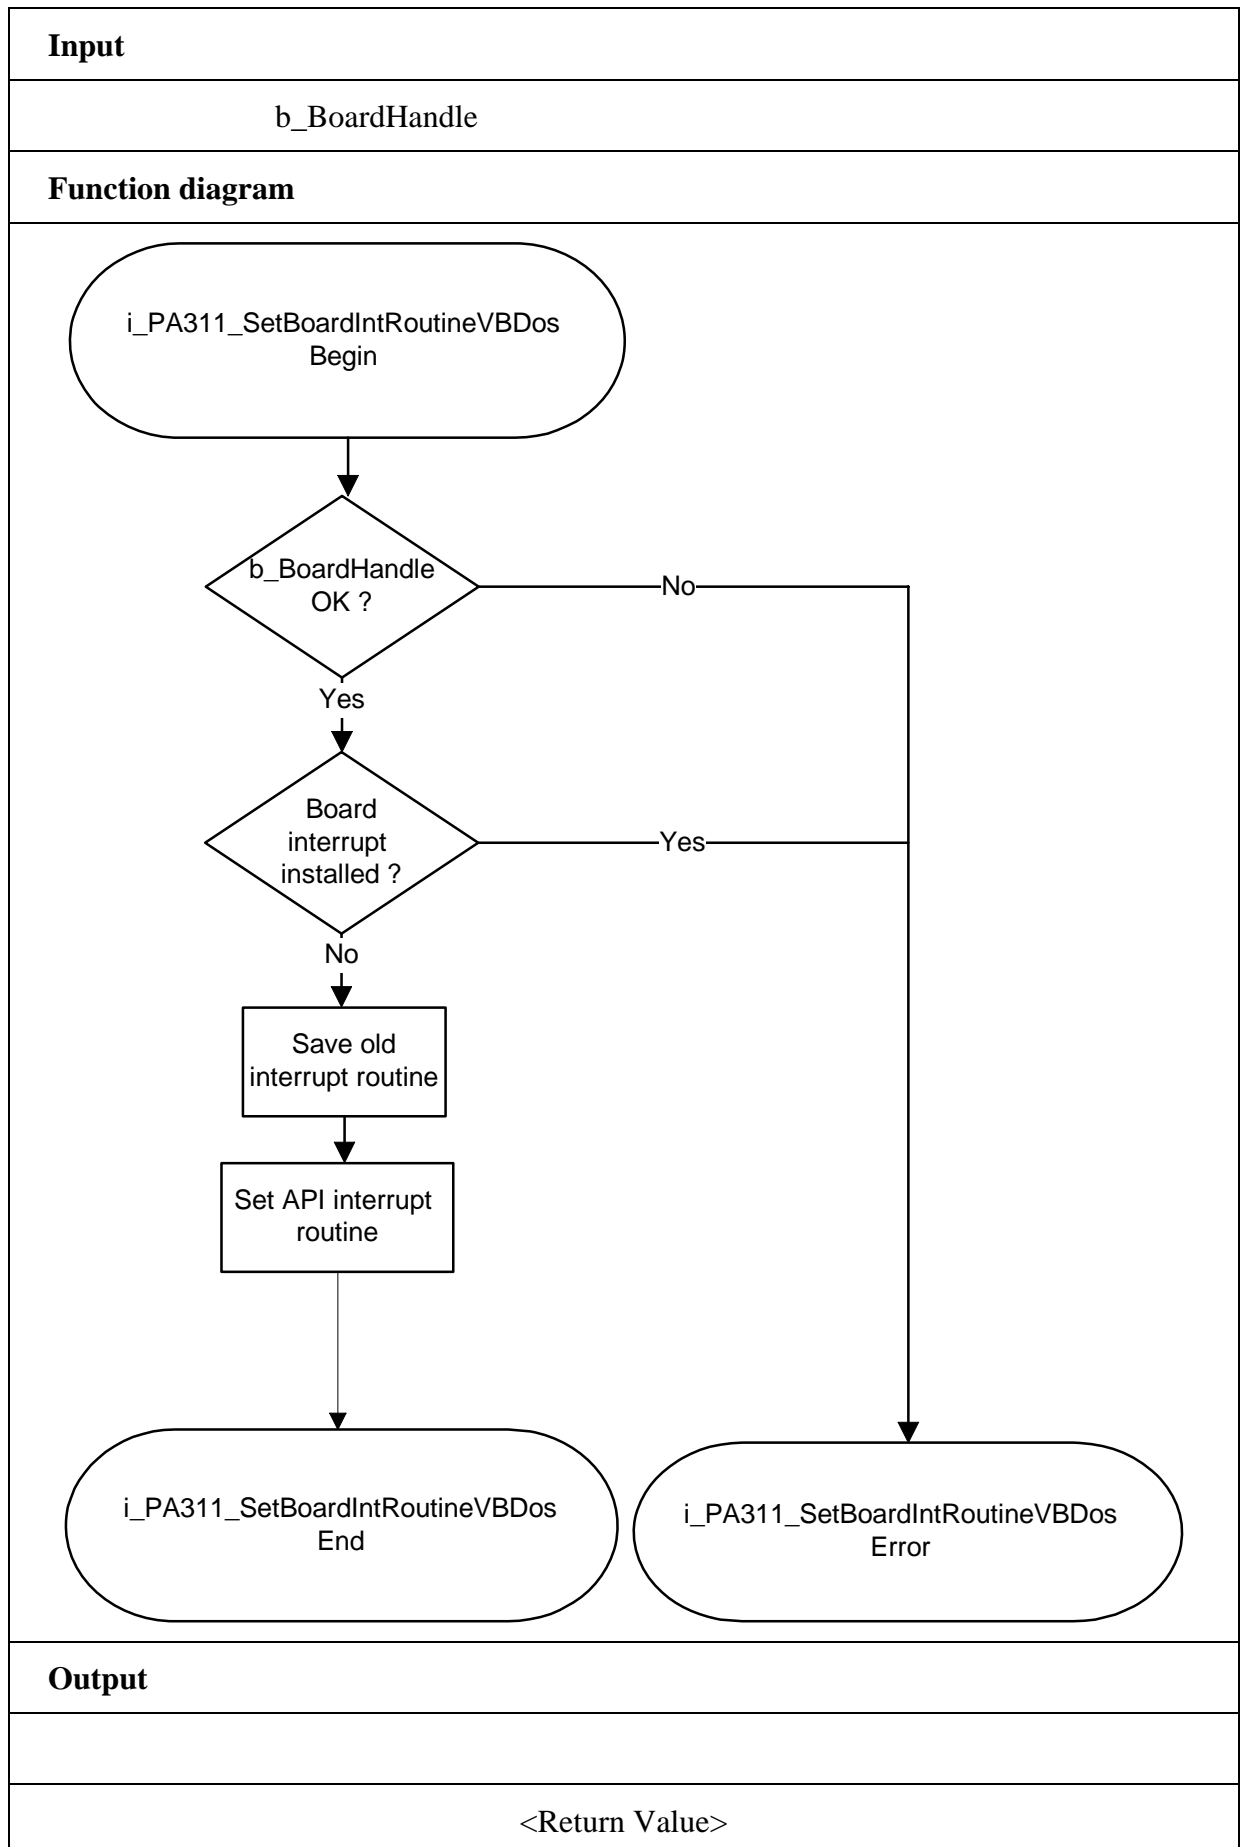 Input
b_BoardHandle
Function diagram
i_PA311_SetBoardIntRoutineVBDos
Begin
b_BoardHandle
OK ?
No
Yes
Board
interrupt
installed ?
Yes
No
Save old
interrupt routine
Set API interrupt
routine
i_PA311_SetBoardIntRoutineVBDos
End
i_PA311_SetBoardIntRoutineVBDos
Error
Output
<Return Value>